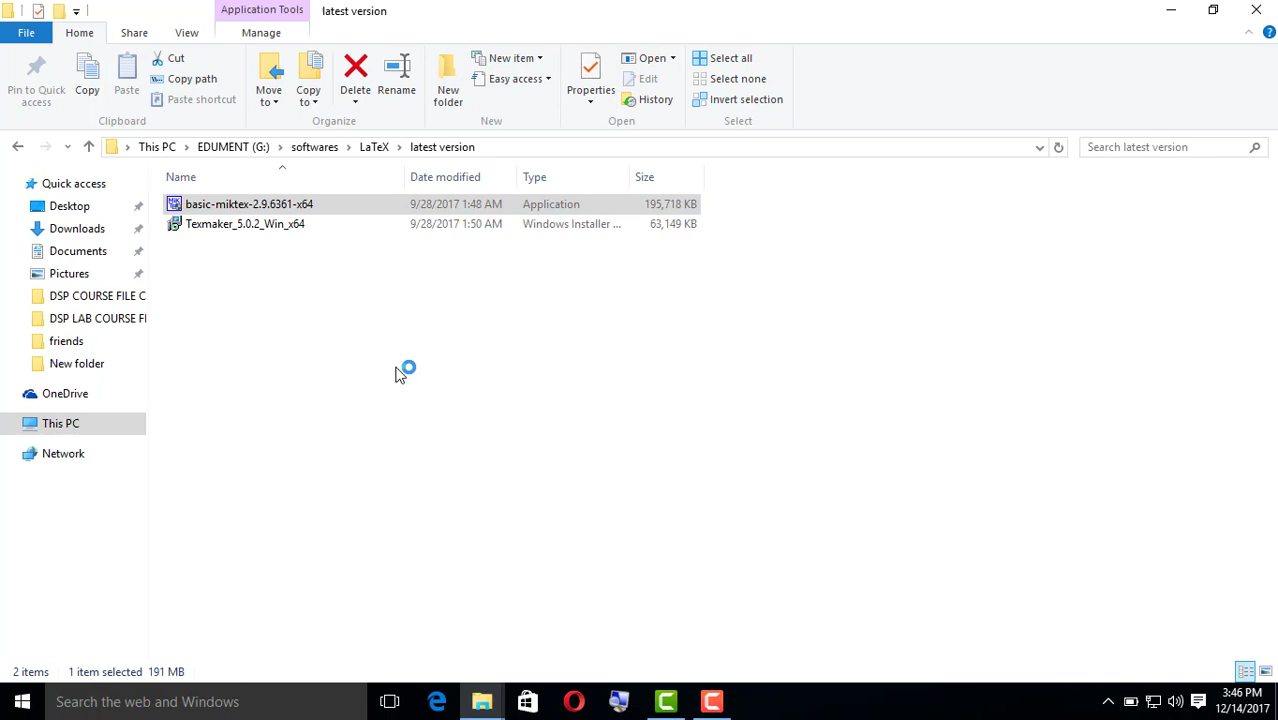 Application Tools
latest version
File
Home
Share
View
Manage
Pin to Quick access
Copy
Paste
Cut
Copy path
Paste shortcut
Clipboard
Move to
Copy to
Delete
Rename
Organize
New folder
New item
Easy access
New
Properties
Open
Edit
History
Open
Select all
Select none
Invert selection
Select
This PC > EDUMENT (G:) > softwares > LaTeX > latest version
Search latest version
Name Date modified Type Size
basic-miktex-2.9.6361-x64 9/28/2017 1:48 AM Application 195,718 KB
Texmaker_5.0.2_Win_x64 9/28/2017 1:50 AM Windows Installer ... 63,149 KB
Quick access
Desktop
Downloads
Documents
Pictures
DSP COURSE FILE C
DSP LAB COURSE FI
friends
New folder
OneDrive
This PC
Network
2 items 1 item selected 191 MB
Search the web and Windows
3:46 PM
12/14/2017